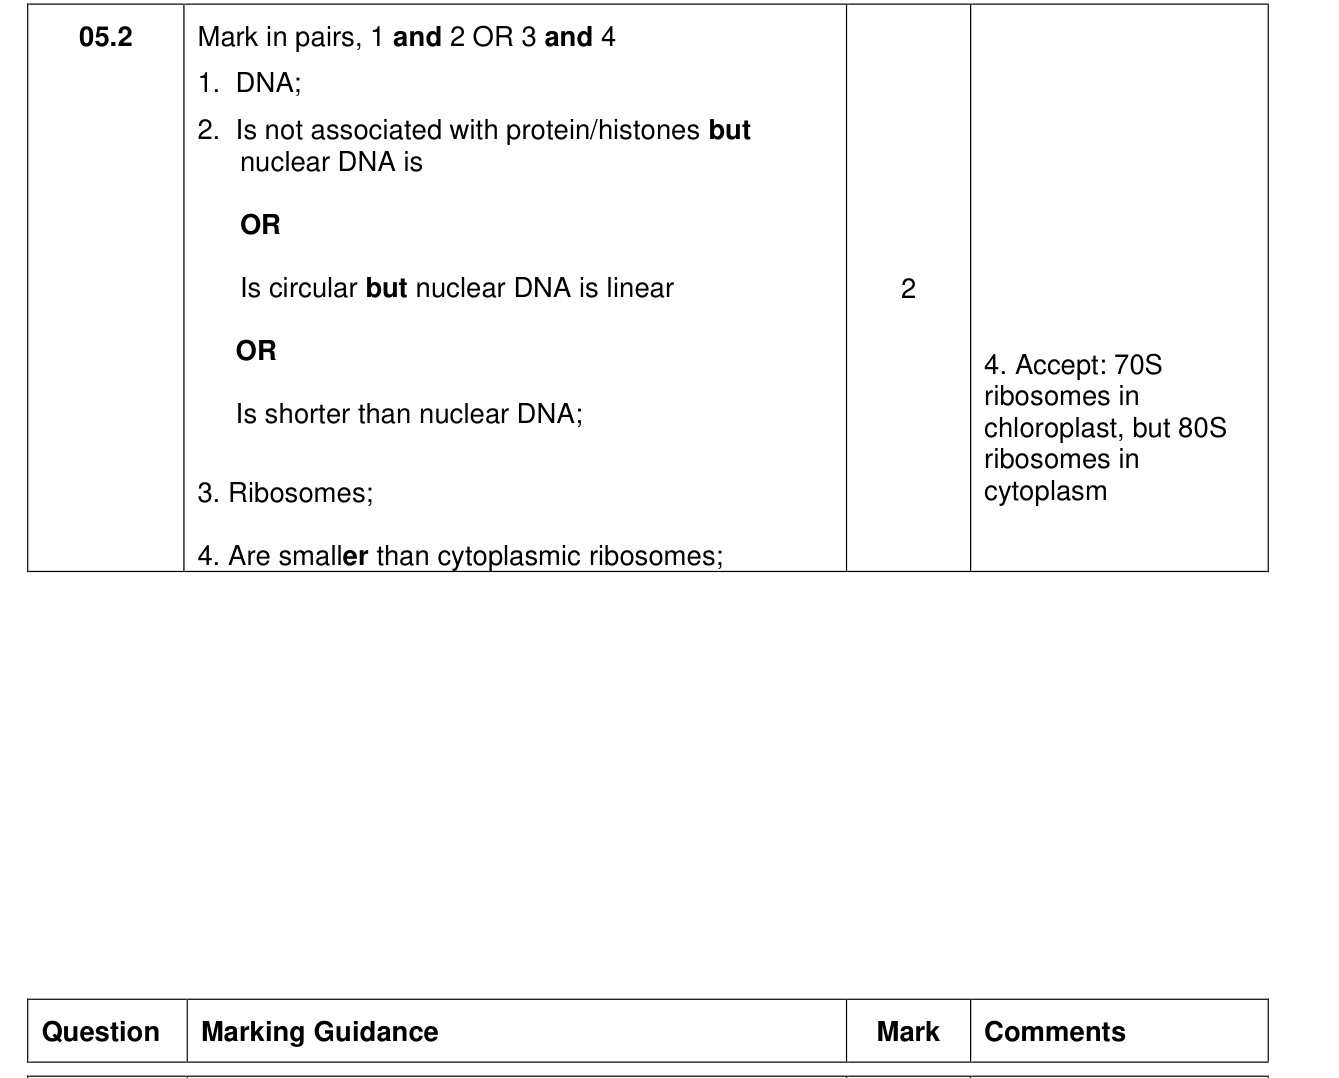 05.2
Mark in pairs, 1 and 2 OR 3 and 4
1. DNA;
2. Is not associated with protein/histones but
nuclear DNA is
OR
Is circular but nuclear DNA is linear
OR
Is shorter than nuclear DNA;
3. Ribosomes;
4. Are smaller than cytoplasmic ribosomes;
2
4. Accept: 70S
ribosomes in
chloroplast, but 80S
ribosomes in
cytoplasm
Question Marking Guidance Mark Comments